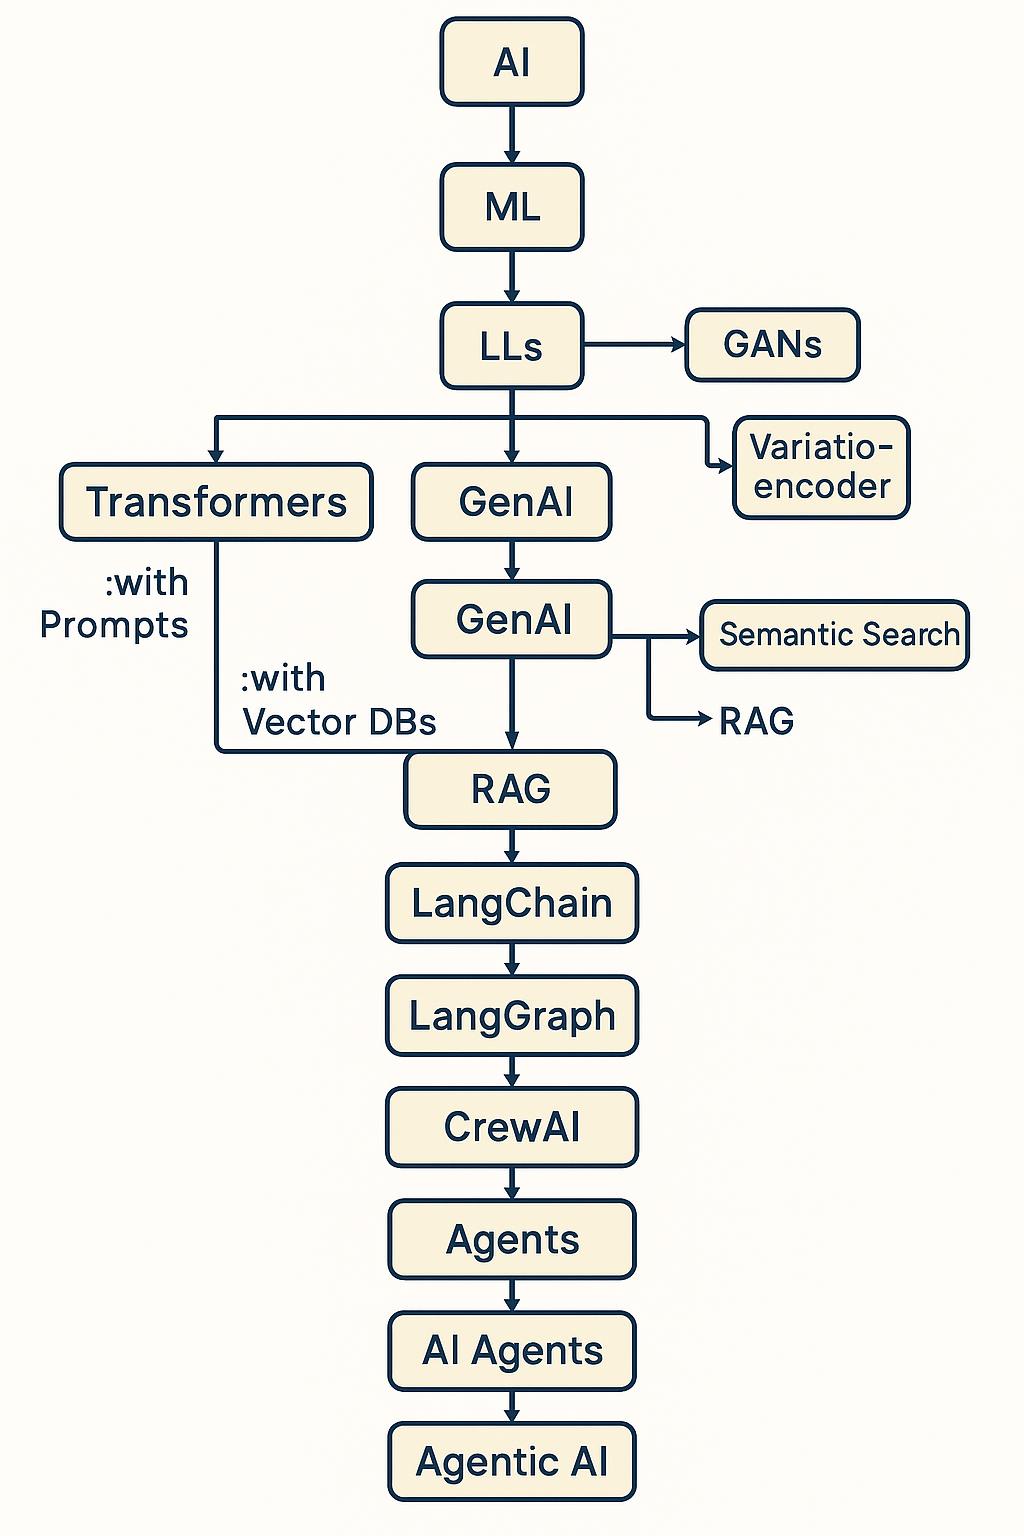 AI
ML
LLs
GANs
Variatio-
encoder
Transformers
GenAI
:with
Prompts
GenAI
Semantic Search
:with
Vector DBs
RAG
RAG
LangChain
LangGraph
CrewAI
Agents
AI Agents
Agentic AI